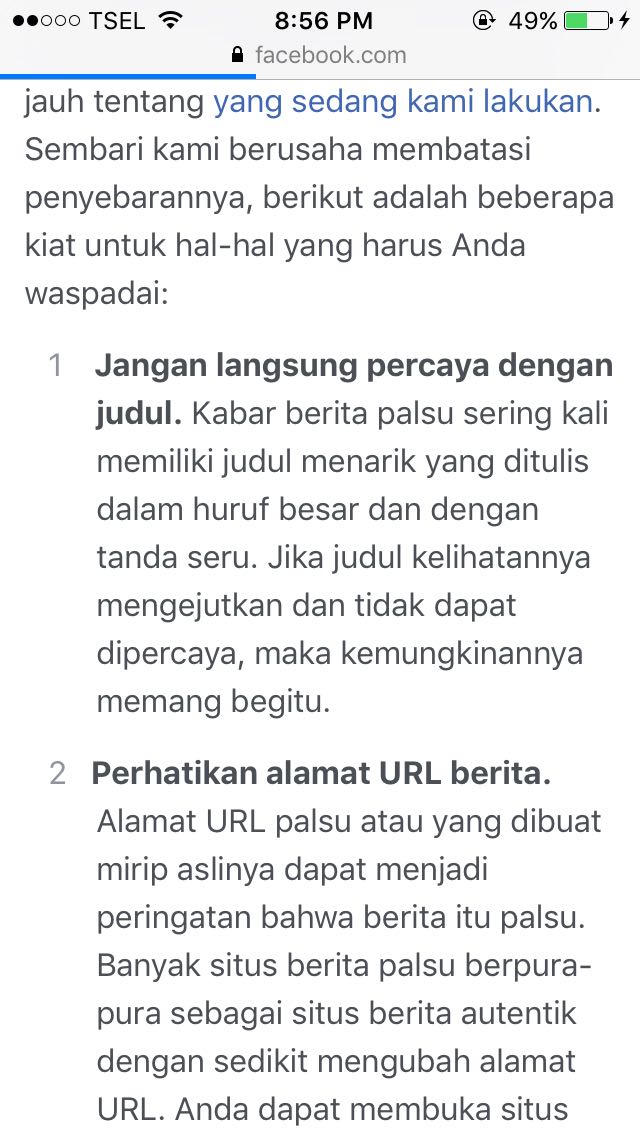 TSEL 8:56 PM 49%
facebook.com
jauh tentang yang sedang kami lakukan.
Sembari kami berusaha membatasi
penyebarannya, berikut adalah beberapa
kiat untuk hal-hal yang harus Anda
waspadai:
1 Jangan langsung percaya dengan
judul. Kabar berita palsu sering kali
memiliki judul menarik yang ditulis
dalam huruf besar dan dengan
tanda seru. Jika judul kelihatannya
mengejutkan dan tidak dapat
dipercaya, maka kemungkinannya
memang begitu.
2 Perhatikan alamat URL berita.
Alamat URL palsu atau yang dibuat
mirip aslinya dapat menjadi
peringatan bahwa berita itu palsu.
Banyak situs berita palsu berpura-
pura sebagai situs berita autentik
dengan sedikit mengubah alamat
URL. Anda dapat membuka situs